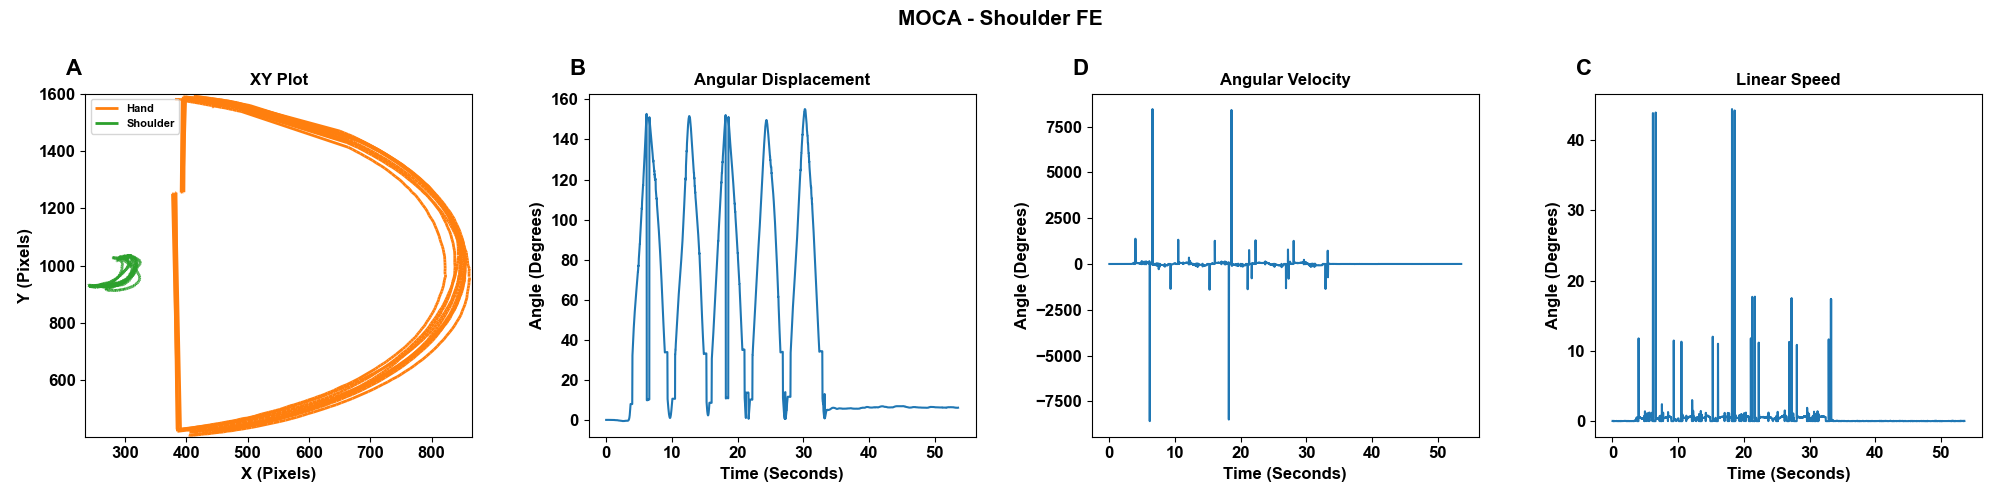 MOCA - Shoulder FE
A
XY Plot
Hand
Shoulder
1600
1400
1200
1000
800
600
Y (Pixels)
300
400
500
600
700
800
X (Pixels)
B
Angular Displacement
160
140
120
100
80
60
40
20
0
Angle (Degrees)
0
10
20
30
40
50
Time (Seconds)
D
Angular Velocity
7500
5000
2500
0
−2500
−5000
−7500
Angle (Degrees)
0
10
20
30
40
50
Time (Seconds)
C
Linear Speed
40
30
20
10
0
Angle (Degrees)
0
10
20
30
40
50
Time (Seconds)